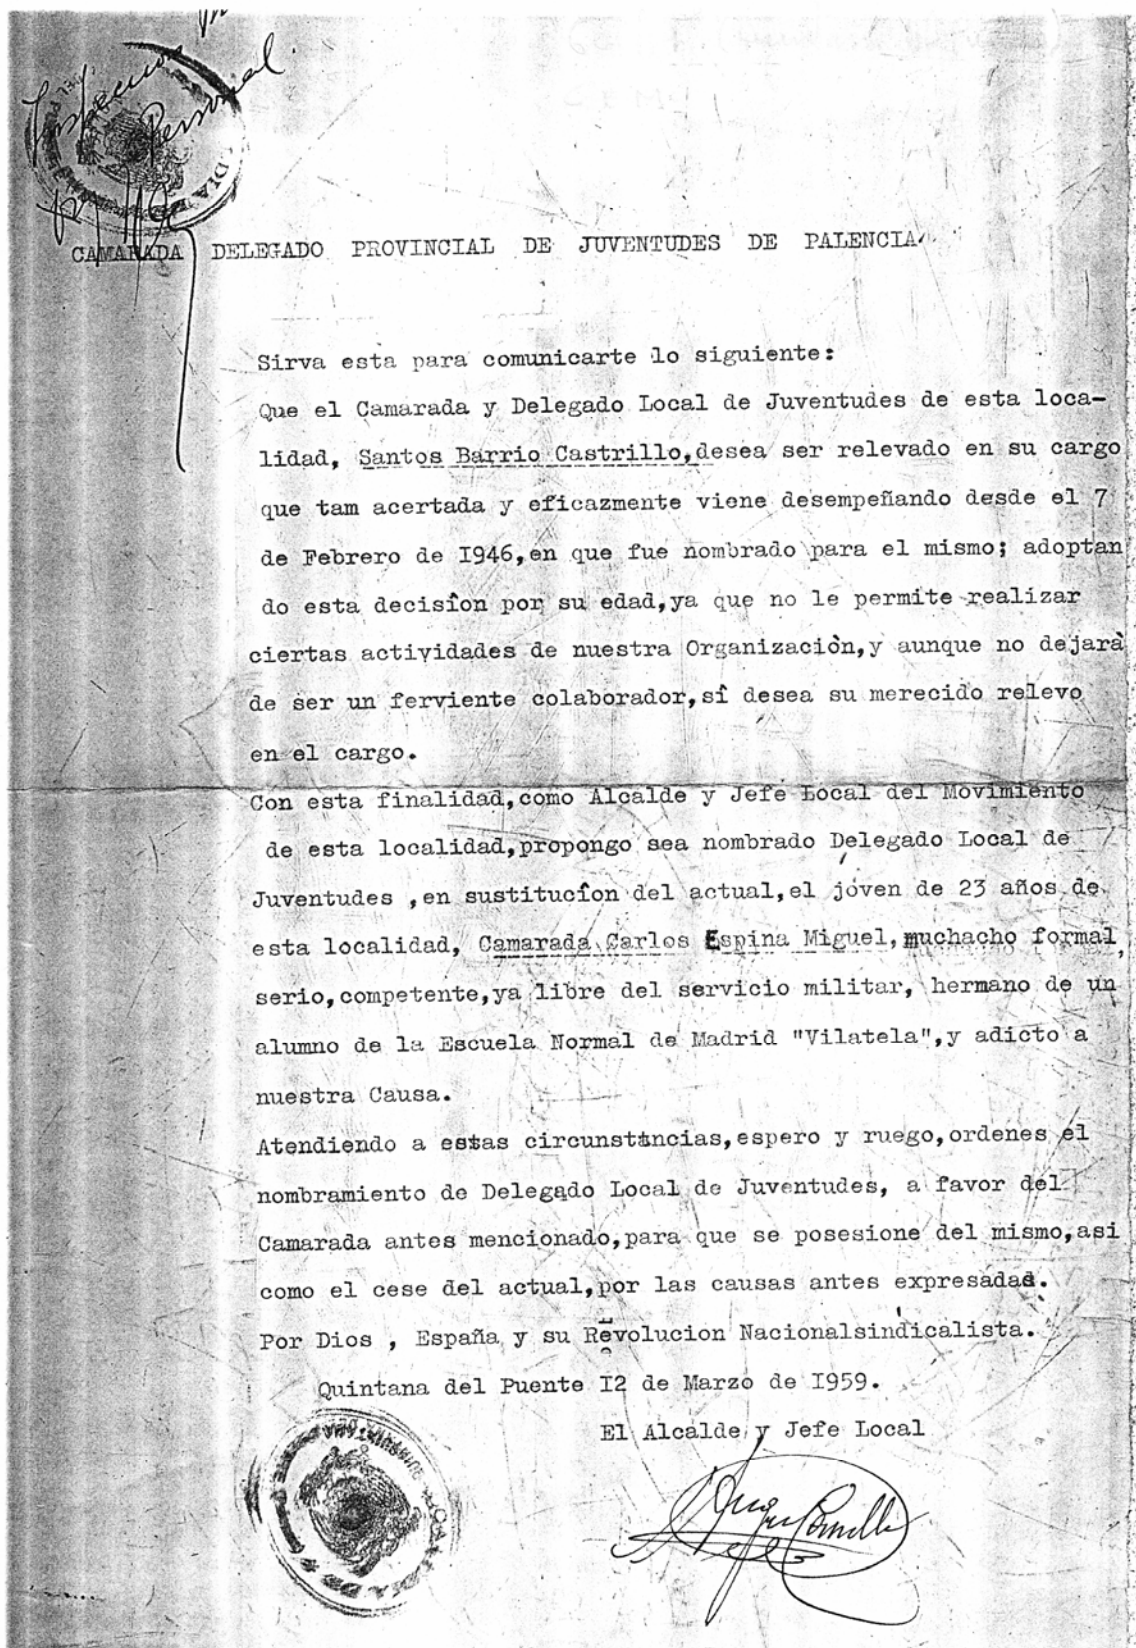 Inspección
Personal
CAMARADA DELEGADO PROVINCIAL DE JUVENTUDES DE PALENCIA
Sirva esta para comunicarte lo siguiente:
Que el Camarada y Delegado Local de Juventudes de esta loca-
lidad, Santos Barrio Castrillo,desea ser relevado en su cargo
que tam acertada y eficazmente viene desempeñando desde el 7
de Febrero de I946,en que fue nombrado para el mismo; adoptan
do esta decisîon por su edad,ya que no le permite realizar
ciertas actividades de nuestra Organizaciòn,y aunque no dejarà
de ser un ferviente colaborador,sî desea su merecido relevo
en el cargo.
Con esta finalidad,como Alcalde y Jefe Local del Movimiento
de esta localidad,propongo sea nombrado Delegado Local de
Juventudes ,en sustitucîon del actual,el jóven de 23 años de
esta localidad, Camarada Carlos Espina Miguel,muchacho formal,
serio,competente,ya libre del servicio militar, hermano de un
alumno de la Escuela Normal de Madrid "Vilatela",y adicto a
nuestra Causa.
Atendiendo a estas circunstancias,espero y ruego,ordenes el
nombramiento de Delegado Local de Juventudes, a favor del
Camarada antes mencionado,para que se posesione del mismo,asi
como el cese del actual,por las causas antes expresadas.
Por Dios , España y su Revolucion Nacionalsindicalista.
Quintana del Puente I2 de Marzo de I959.
El Alcalde y Jefe Local